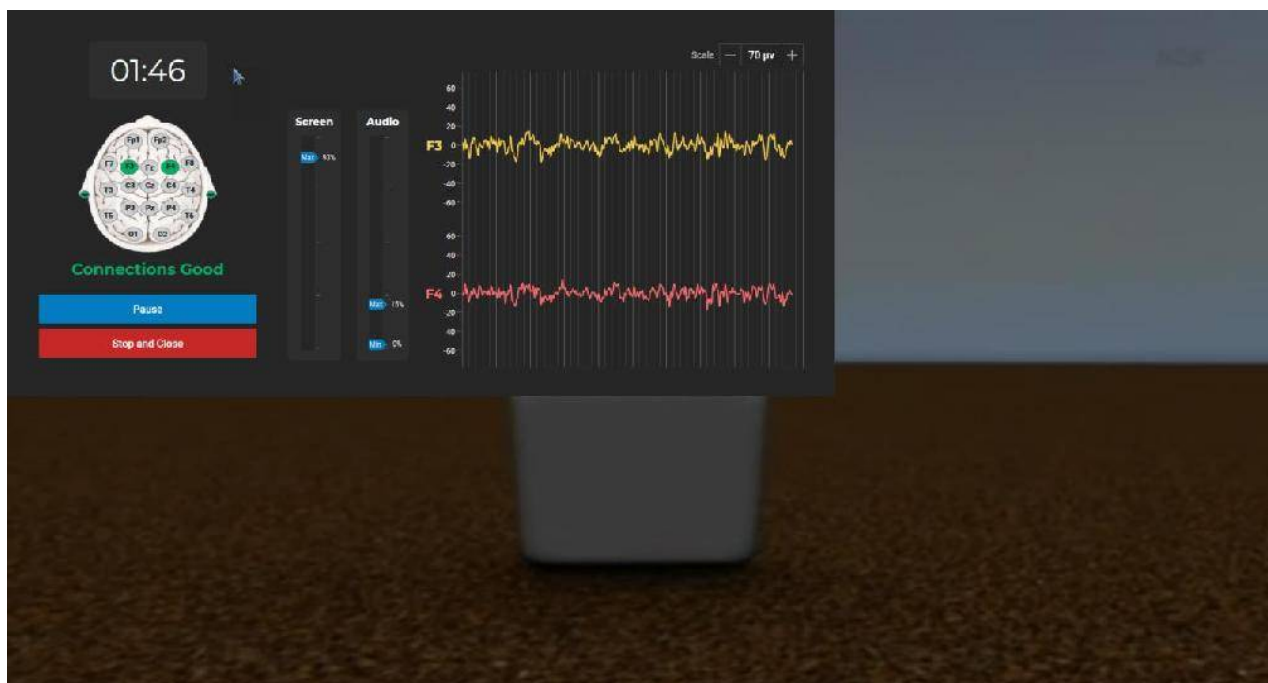 01:46
Scale — 70 µv +
Screen Audio
Max
Max 15%
Min 0%
Fp1 Fp2
F7 Fz F8
T3 C3 Cz C4 T4
T5 P3 Pz P4 T6
O1 O2
Connections Good
Pause
Stop and Close
60
40
20
F3 0
-20
-40
-60
60
40
20
F4 0
-20
-40
-60